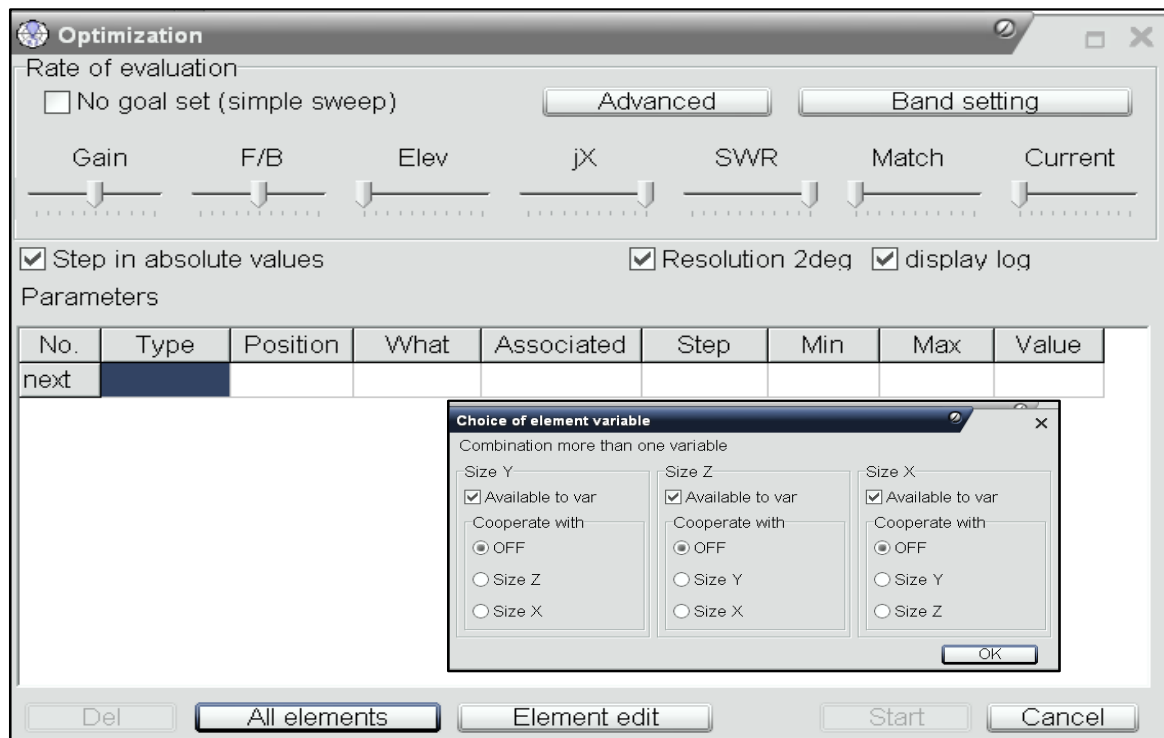 Optimization
Rate of evaluation
No goal set (simple sweep) Advanced Band setting
Gain F/B Elev jX SWR Match Current
Step in absolute values Resolution 2deg display log
Parameters
No. Type Position What Associated Step Min Max Value
next
Choice of element variable
Combination more than one variable
Size Y Size Z Size X
Available to var Available to var Available to var
Cooperate with Cooperate with Cooperate with
OFF OFF OFF
Size Z Size Y Size Y
Size X Size X Size Z
OK
Del All elements Element edit Start Cancel